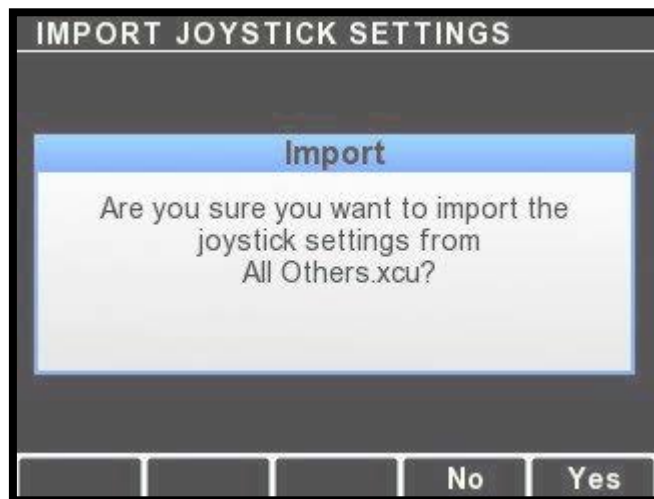 IMPORT JOYSTICK SETTINGS
Import
Are you sure you want to import the
joystick settings from
All Others.xcu?
No Yes